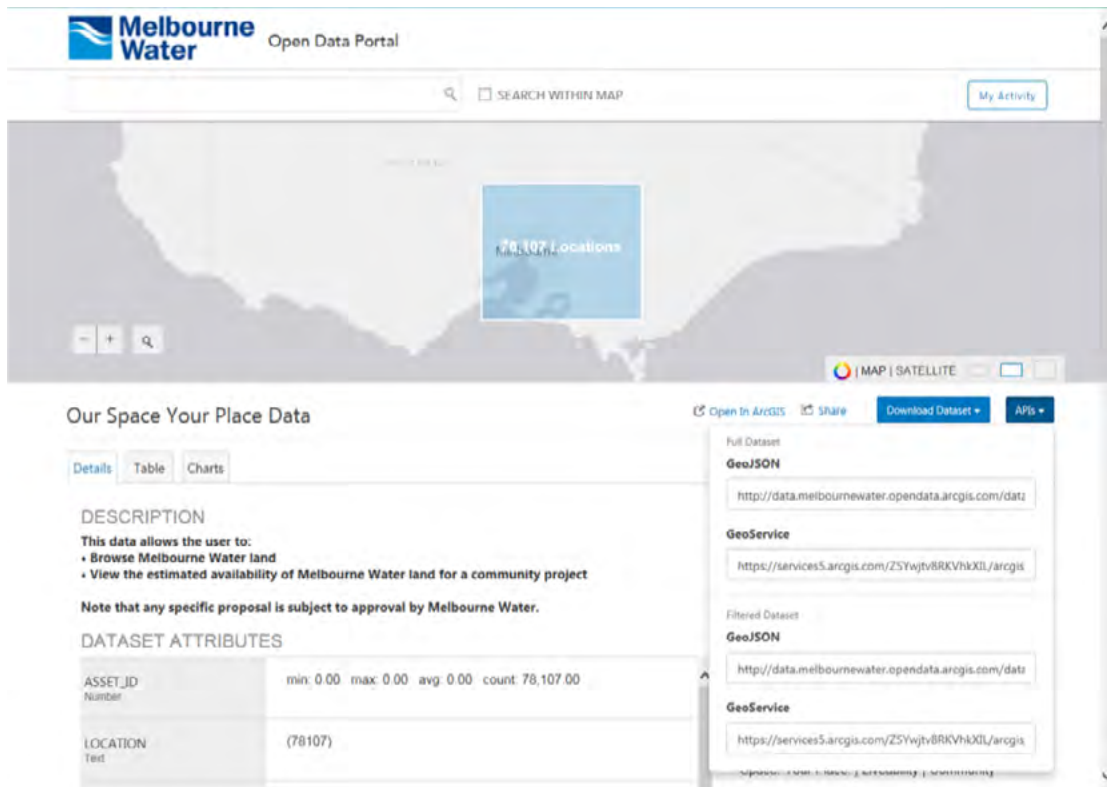 Melbourne
Water
Open Data Portal
SEARCH WITHIN MAP
My Activity
78,107 Locations
Melbourne
− +
| MAP | SATELLITE
Our Space Your Place Data
Open In ArcGIS
Share
Download Dataset
APIs
Details
Table
Charts
DESCRIPTION
This data allows the user to:
• Browse Melbourne Water land
• View the estimated availability of Melbourne Water land for a community project
Note that any specific proposal is subject to approval by Melbourne Water.
DATASET ATTRIBUTES
ASSET_ID
Number
min: 0.00 max: 0.00 avg: 0.00 count: 78,107.00
LOCATION
Text
(78107)
Full Dataset
GeoJSON
http://data.melbournewater.opendata.arcgis.com/data
GeoService
https://services5.arcgis.com/ZSYwjtv8RKVhkXIL/arcgis
Filtered Dataset
GeoJSON
http://data.melbournewater.opendata.arcgis.com/data
GeoService
https://services5.arcgis.com/ZSYwjtv8RKVhkXIL/arcgis
Space. Your Place. | Liveability | Community